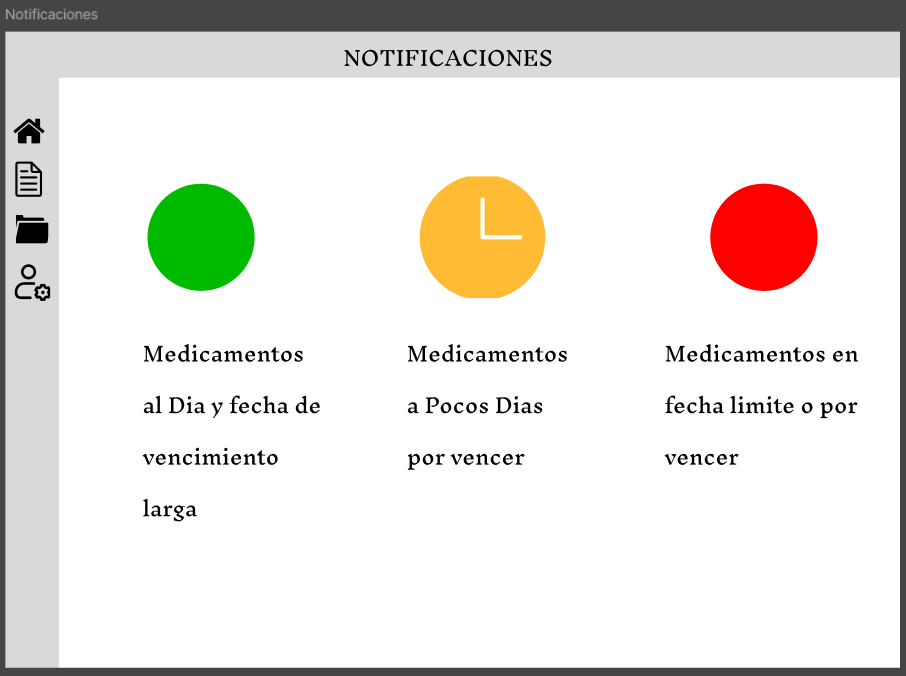 Notificaciones
NOTIFICACIONES
Medicamentos
al Dia y fecha de
vencimiento
larga
Medicamentos
a Pocos Dias
por vencer
Medicamentos en
fecha limite o por
vencer